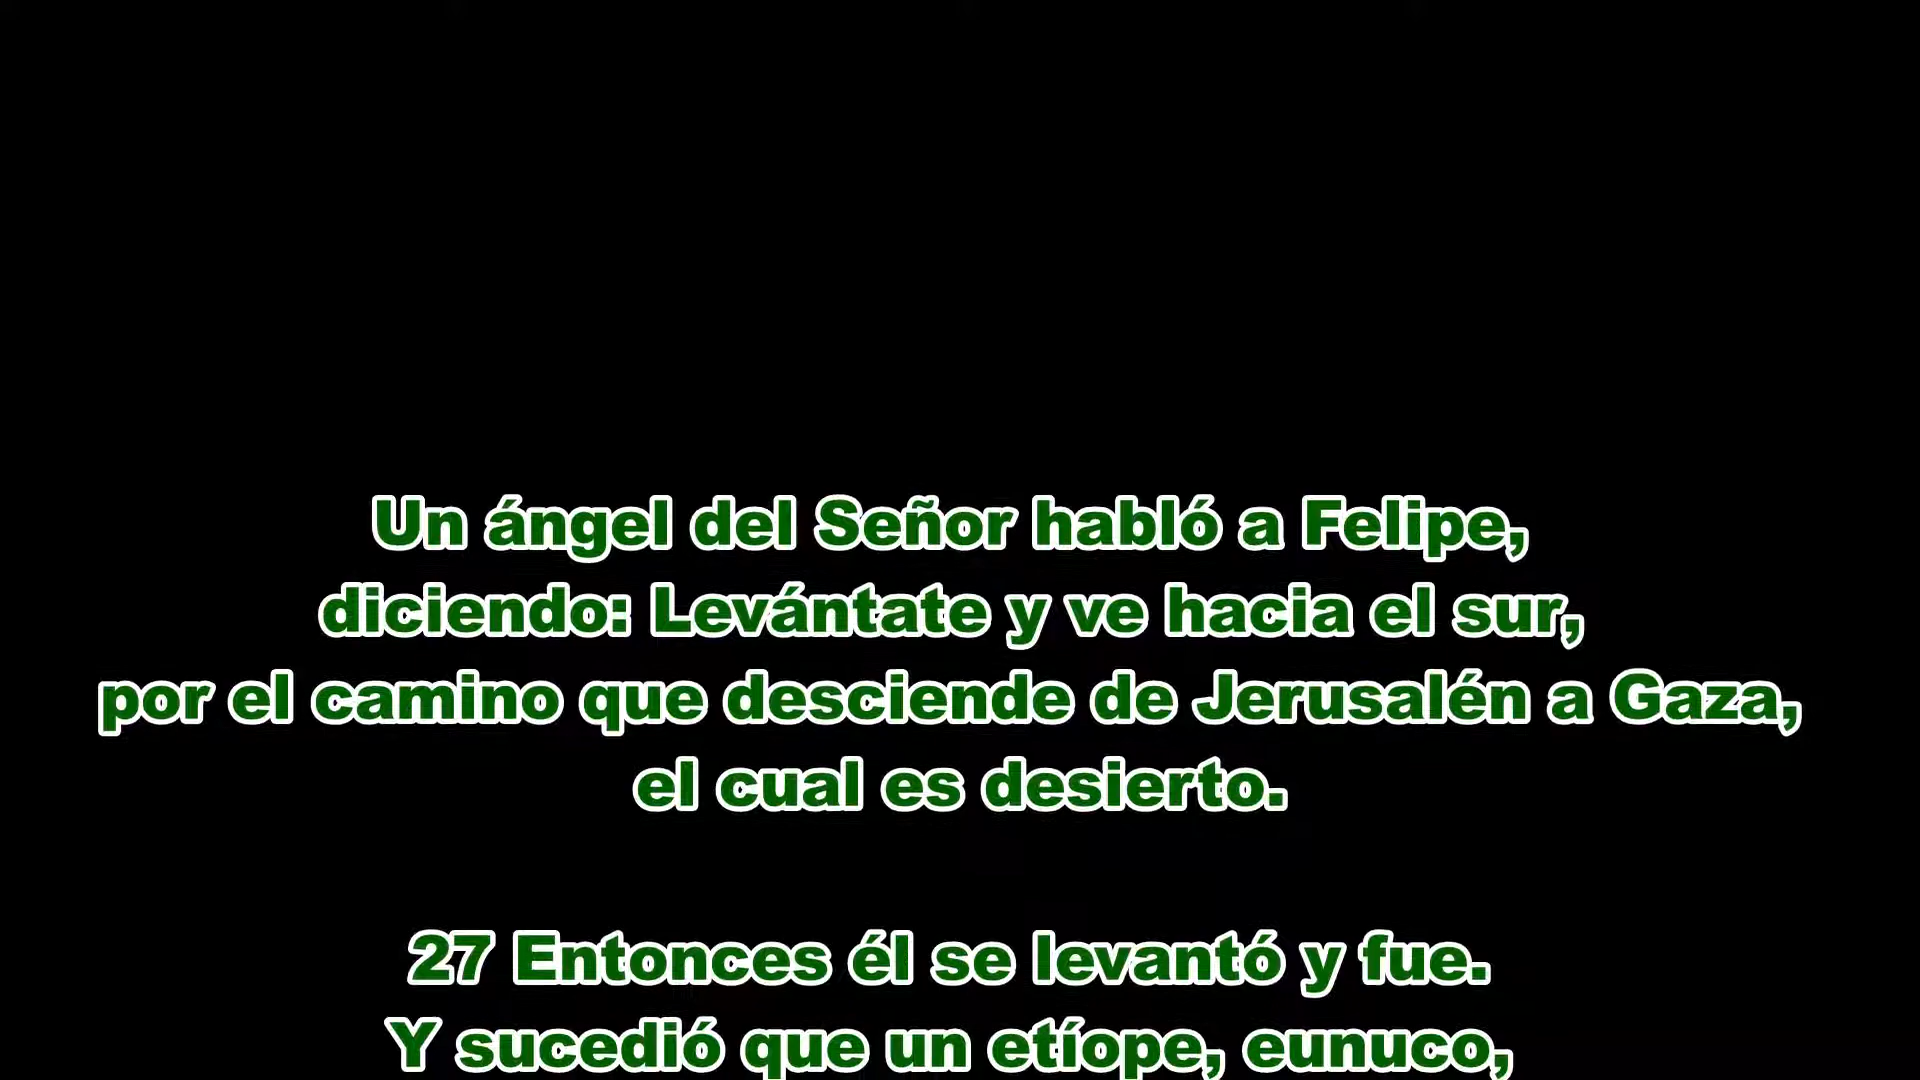 Un ángel del Señor habló a Felipe,
diciendo: Levántate y ve hacia el sur,
por el camino que desciende de Jerusalén a Gaza,
el cual es desierto.
27 Entonces él se levantó y fue.
Y sucedió que un etíope, eunuco,